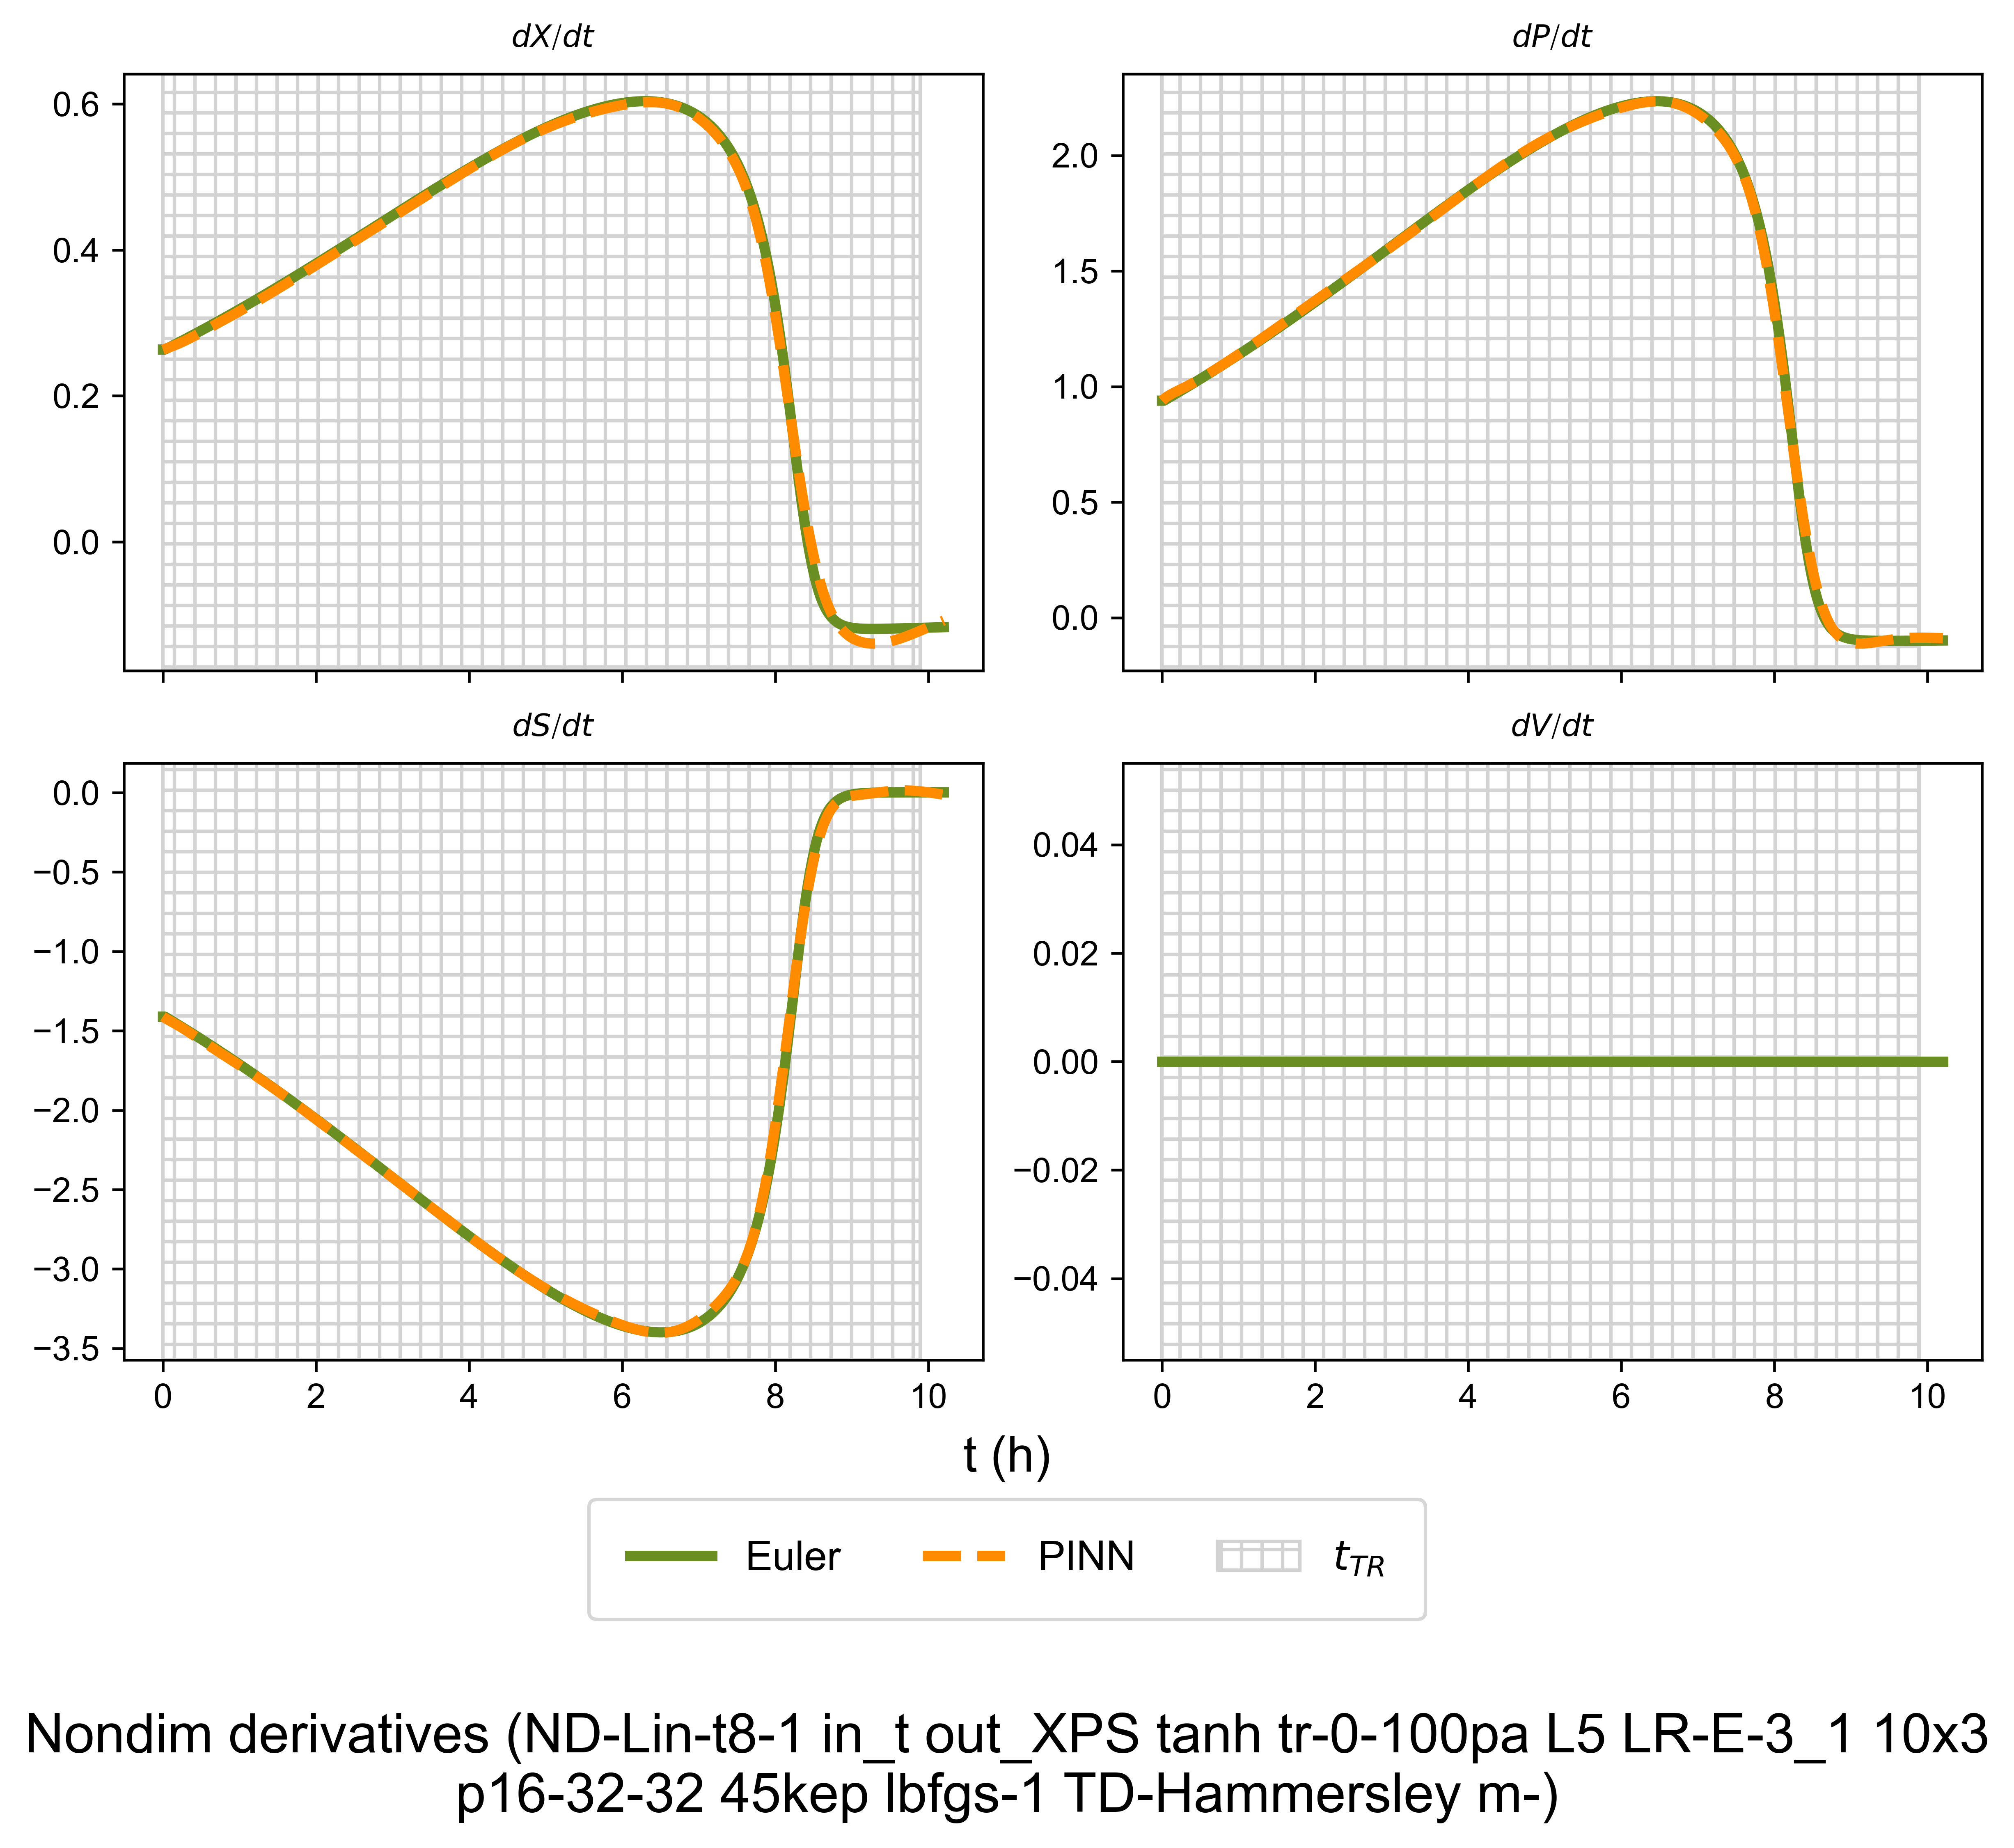 dX/dt
dP/dt
0.6
0.4
0.2
0.0
2.0
1.5
1.0
0.5
0.0
dS/dt
dV/dt
0.0
−0.5
−1.0
−1.5
−2.0
−2.5
−3.0
−3.5
0.04
0.02
0.00
−0.02
−0.04
0 2 4 6 8 10
0 2 4 6 8 10
t (h)
Euler PINN t_TR
Nondim derivatives (ND-Lin-t8-1 in_t out_XPS tanh tr-0-100pa L5 LR-E-3_1 10x3
p16-32-32 45kep lbfgs-1 TD-Hammersley m-)